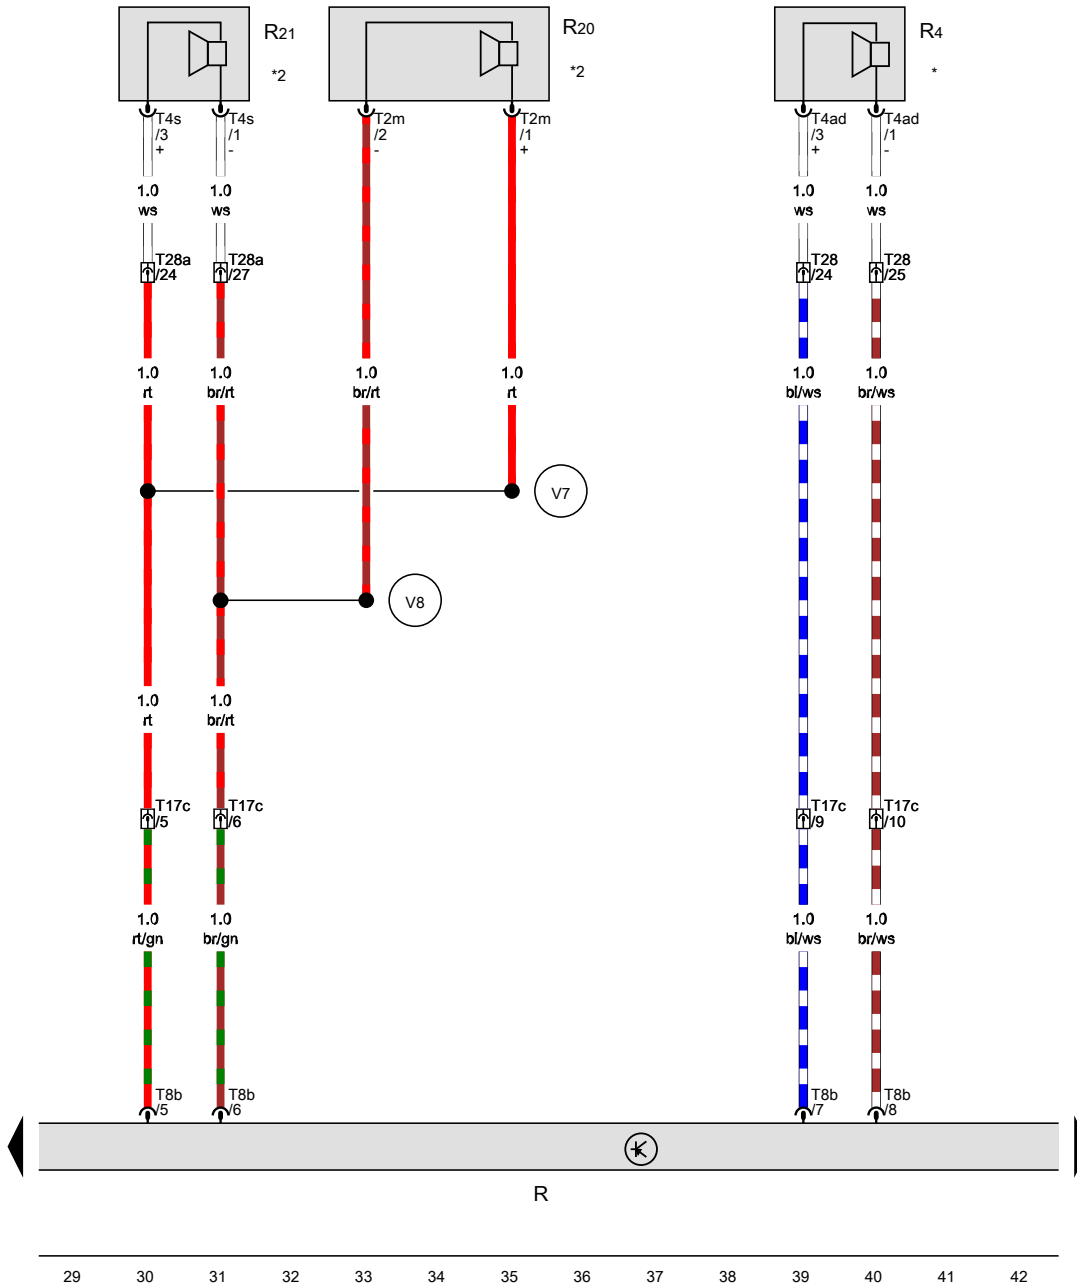 R21
*2
R20
*2
R4
*
T4s
/3
+
T4s
/1
-
T2m
/2
-
T2m
/1
+
T4ad
/3
+
T4ad
/1
-
1.0
ws
1.0
ws
1.0
ws
1.0
ws
T28a
/24
T28a
/27
T28
/24
T28
/25
1.0
rt
1.0
br/rt
1.0
br/rt
1.0
rt
1.0
bl/ws
1.0
br/ws
V7
V8
1.0
rt
1.0
br/rt
T17c
/5
T17c
/6
T17c
/9
T17c
/10
1.0
rt/gn
1.0
br/gn
1.0
bl/ws
1.0
br/ws
T8b
/5
T8b
/6
T8b
/7
T8b
/8
R
29 30 31 32 33 34 35 36 37 38 39 40 41 42